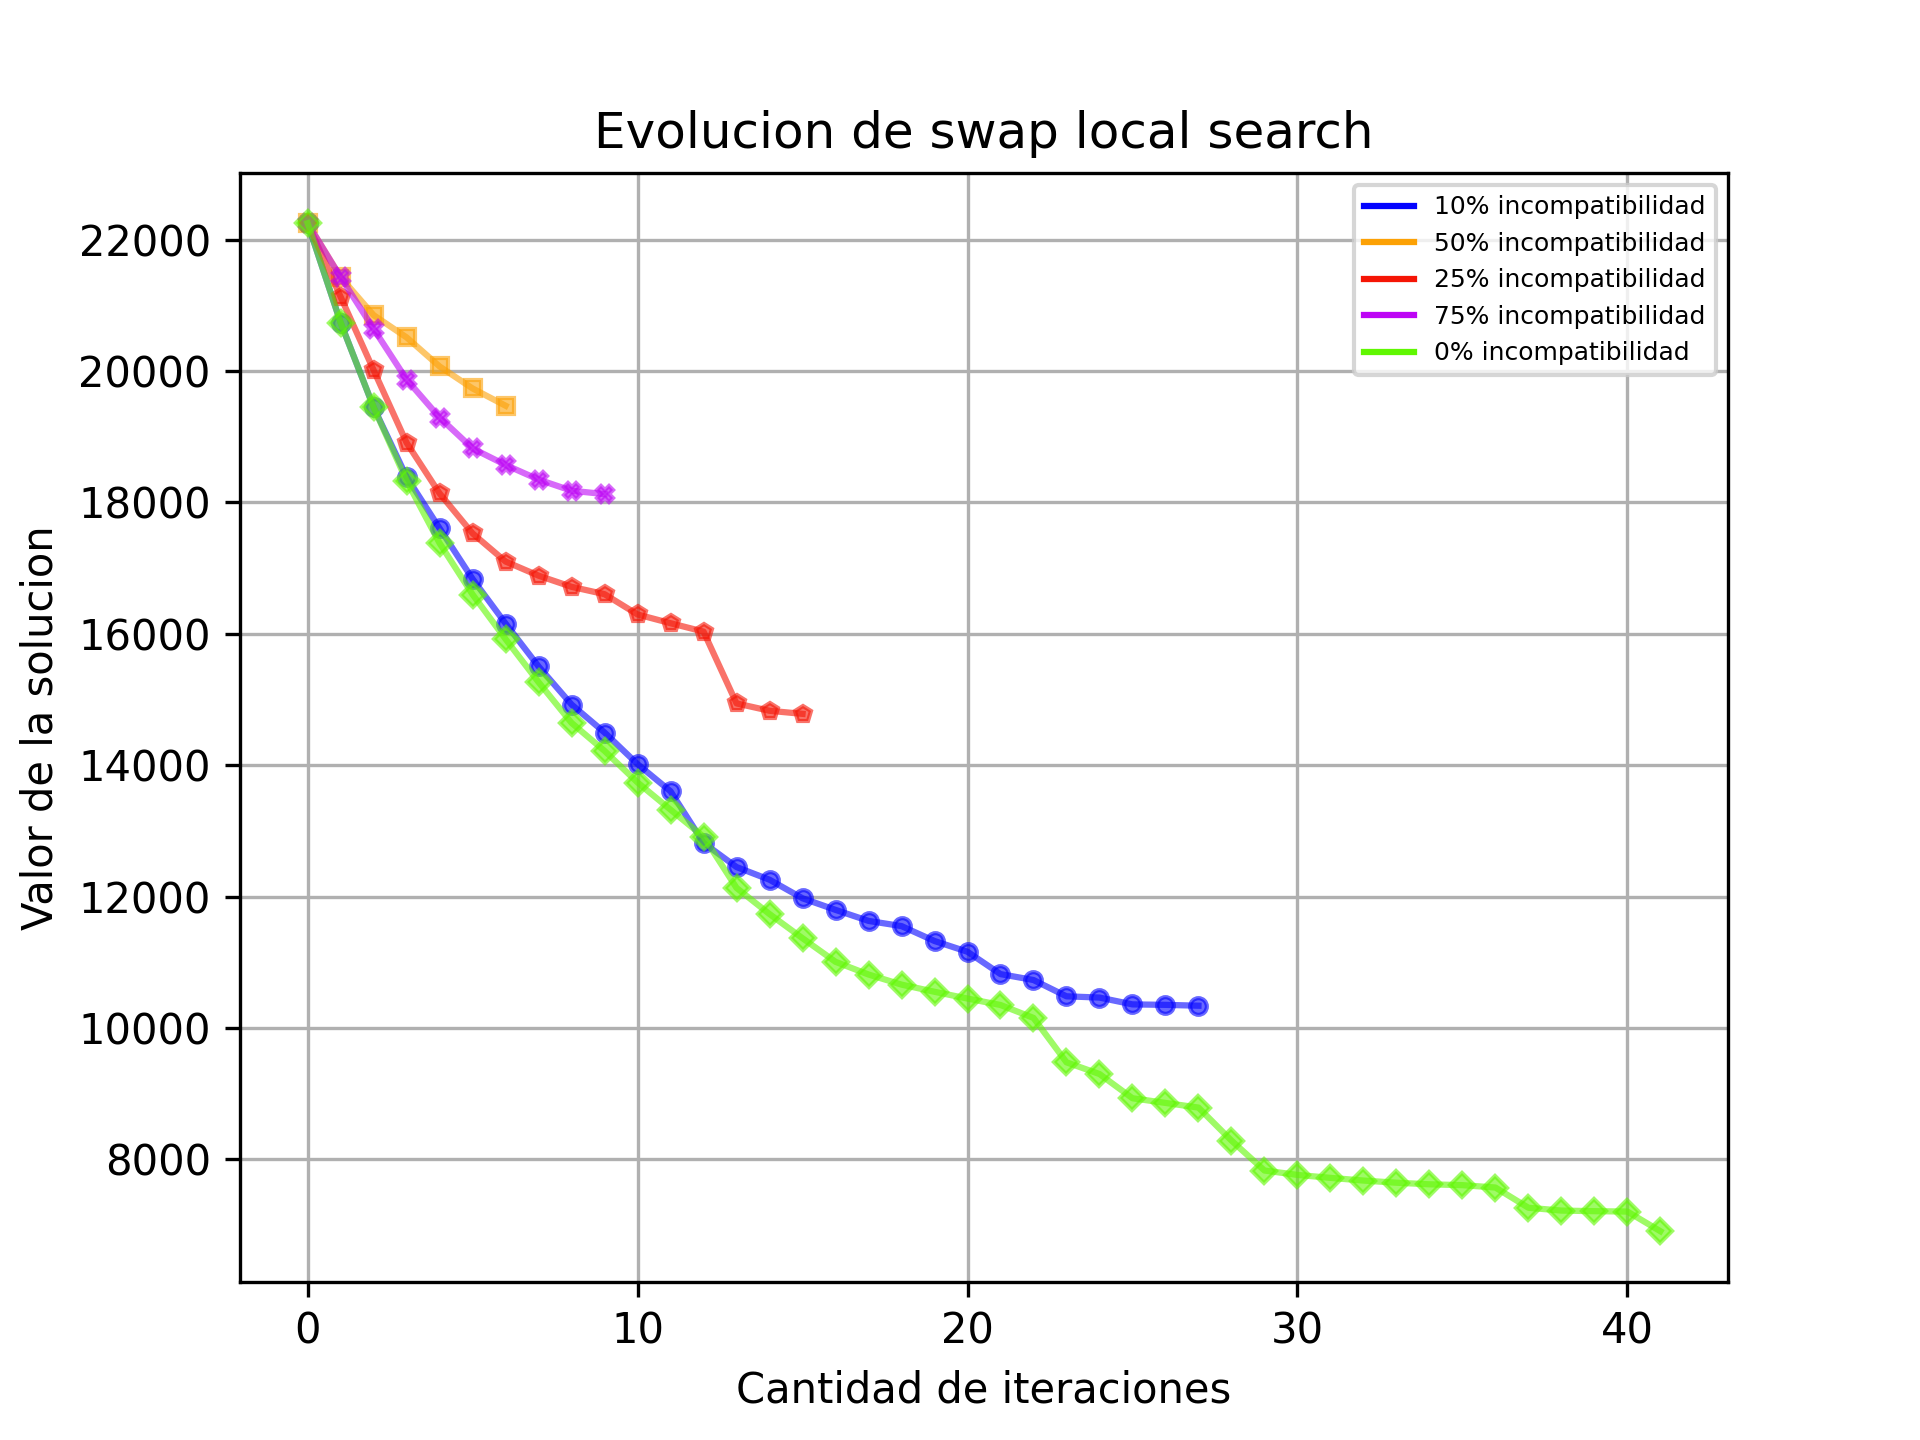 Evolucion de swap local search
10% incompatibilidad
50% incompatibilidad
25% incompatibilidad
75% incompatibilidad
0% incompatibilidad
Valor de la solucion
22000
20000
18000
16000
14000
12000
10000
8000
0 10 20 30 40
Cantidad de iteraciones